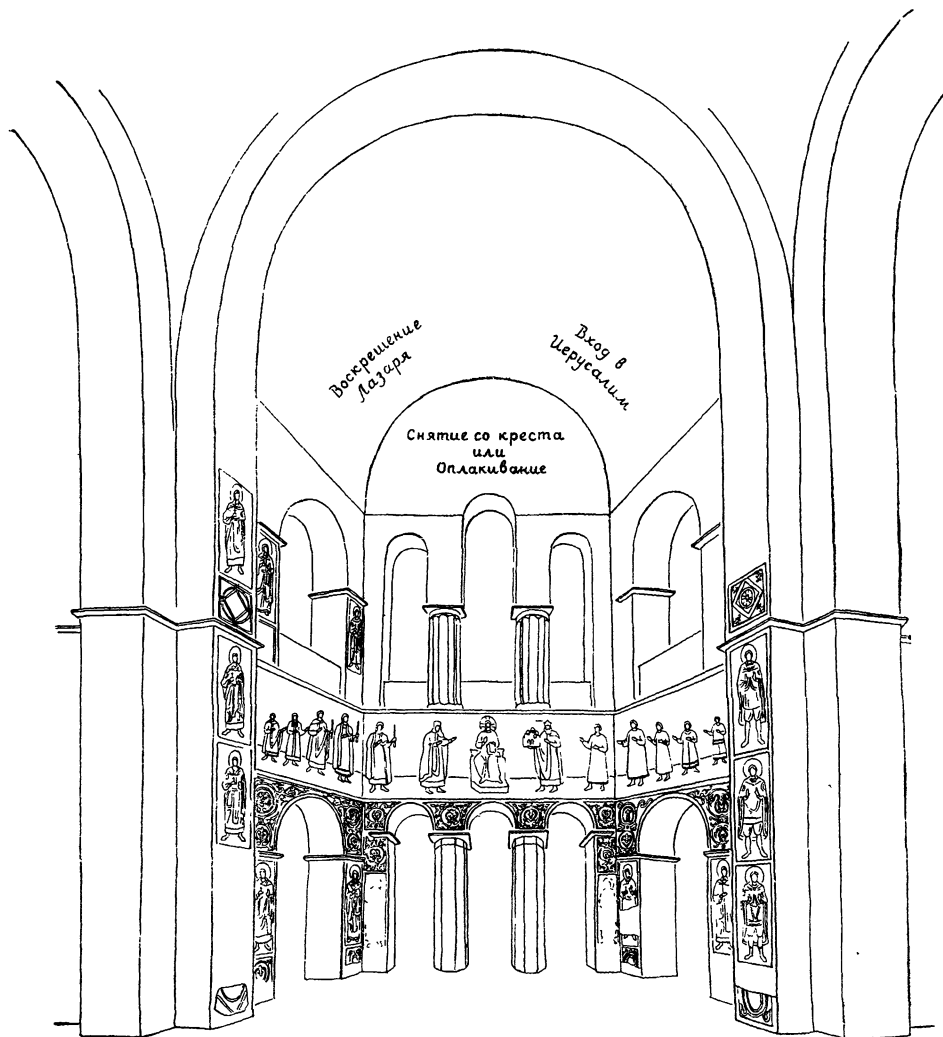 Воскрешение
Лазаря
Вход в
Иерусалим
Снятие со креста
или
Оплакивание